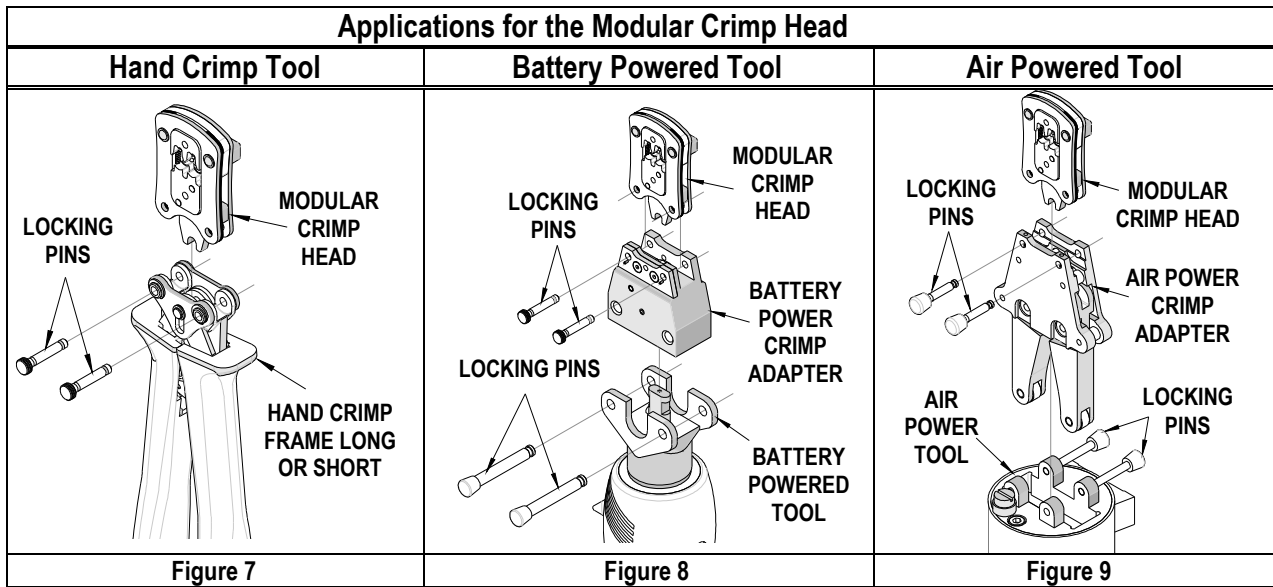 Applications for the Modular Crimp Head
Hand Crimp Tool
Battery Powered Tool
Air Powered Tool
LOCKING
PINS
MODULAR
CRIMP
HEAD
HAND CRIMP
FRAME LONG
OR SHORT
MODULAR
CRIMP
HEAD
LOCKING
PINS
BATTERY
POWER
CRIMP
ADAPTER
LOCKING PINS
BATTERY
POWERED
TOOL
LOCKING
PINS
MODULAR
CRIMP HEAD
AIR POWER
CRIMP
ADAPTER
AIR
POWER
TOOL
LOCKING
PINS
Figure 7
Figure 8
Figure 9